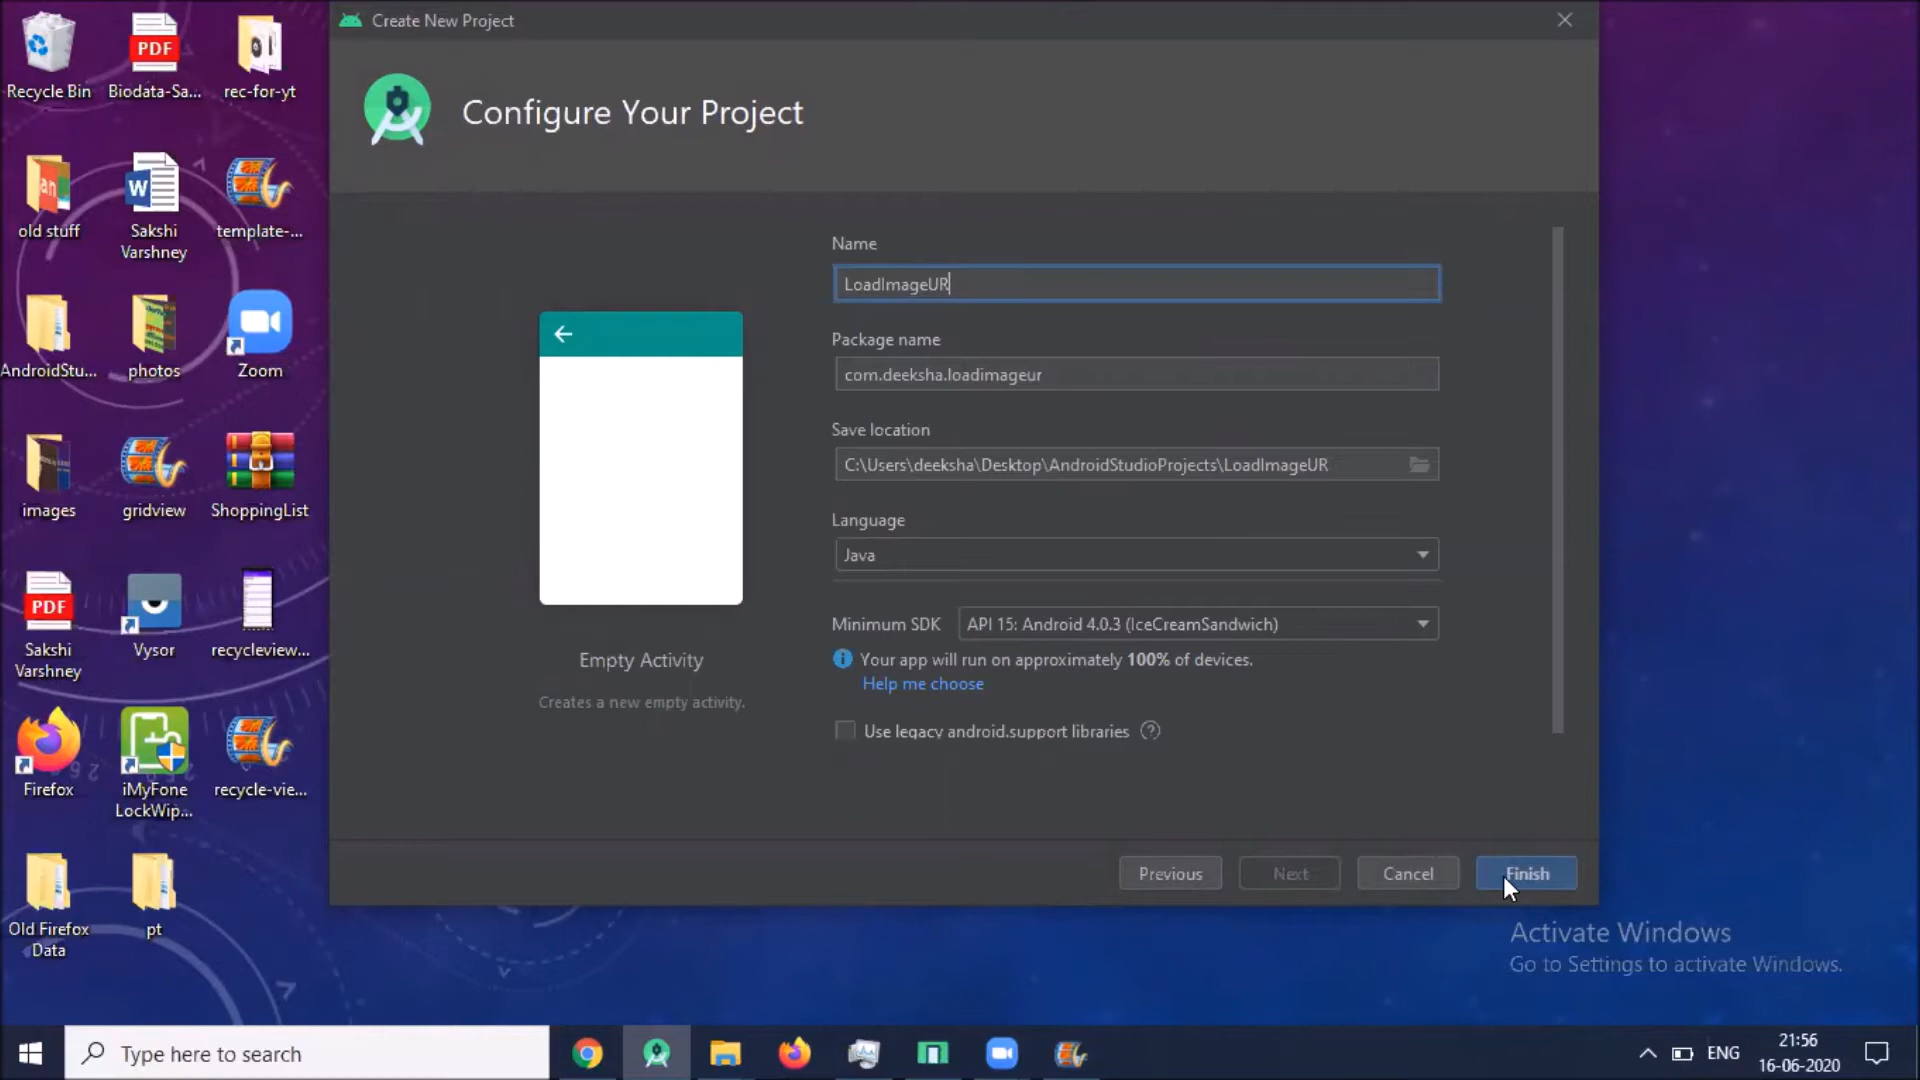 Create New Project
Configure Your Project
Name
LoadImageUR
Package name
com.deeksha.loadimageur
Save location
C:\Users\deeksha\Desktop\AndroidStudioProjects\LoadImageUR
Language
Java
Minimum SDK
API 15: Android 4.0.3 (IceCreamSandwich)
Your app will run on approximately 100% of devices.
Help me choose
Use legacy android.support libraries
Empty Activity
Creates a new empty activity.
Previous
Next
Cancel
Finish
Recycle Bin
PDF
Biodata-Sa...
rec-for-yt
old stuff
Sakshi
Varshney
template-...
AndroidStu...
photos
Zoom
images
gridview
ShoppingList
PDF
Sakshi
Varshney
Vysor
recycleview...
Firefox
iMyFone
LockWip...
recycle-vie...
Old Firefox
Data
pt
Activate Windows
Go to Settings to activate Windows.
Type here to search
ENG
21:56
16-06-2020